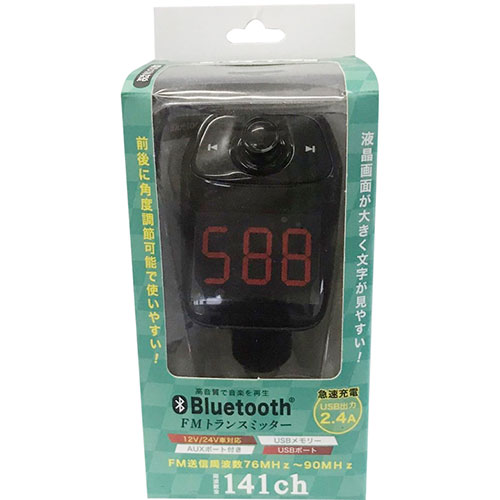 液晶画面が大きく文字が見やすい!
前後に角度調節可能で使いやすい!
588
高音質で音楽を再生
Bluetooth®
FMトランスミッター
急速充電
USB出力
2.4A
12V/24V車対応
USBメモリー
AUXポート付き
USBポート
FM送信周波数76MHz~90MHz
周波数数 141ch